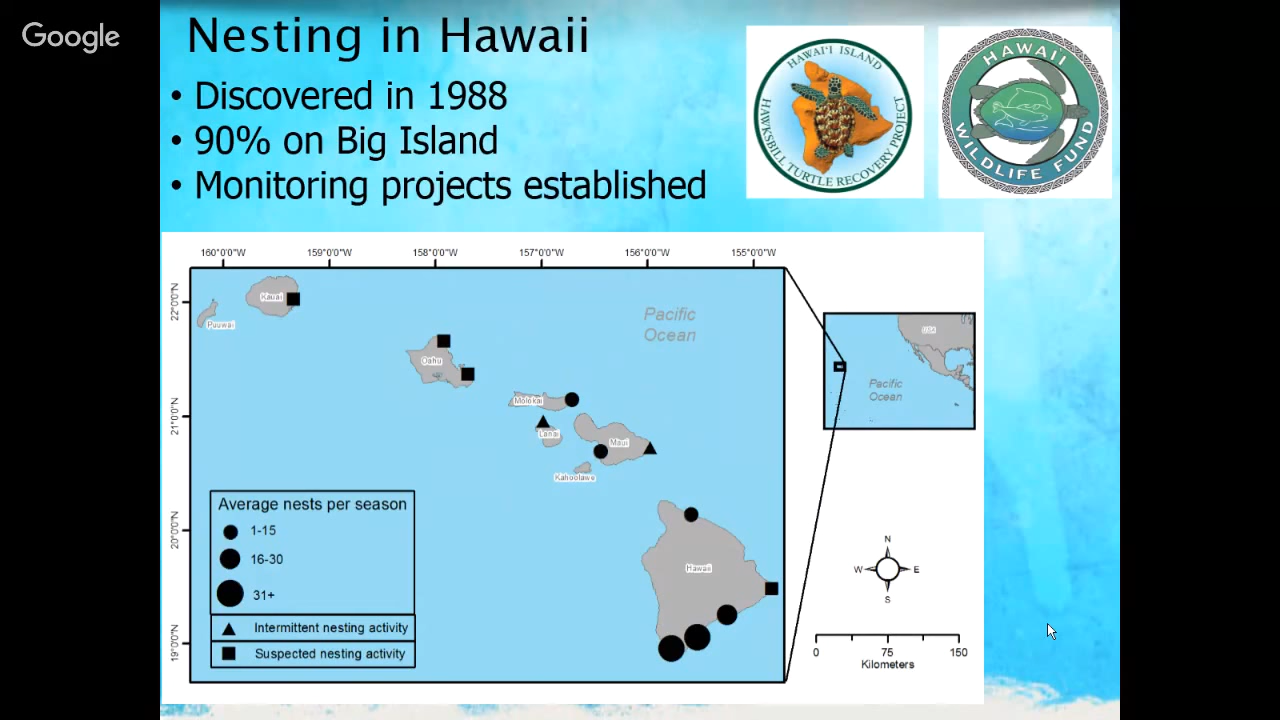 Google
Nesting in Hawaii
• Discovered in 1988
• 90% on Big Island
• Monitoring projects established
HAWAI'I ISLAND
HAWKSBILL TURTLE RECOVERY PROJECT
HAWAI'I
WILDLIFE FUND
160°0'0"W 159°0'0"W 158°0'0"W 157°0'0"W 156°0'0"W 155°0'0"W
22°0'0"N
21°0'0"N
20°0'0"N
19°0'0"N
Kauai
Puuwai
Oahu
Molokai
Lanai
Maui
Kahoolawe
Hawaii
Pacific
Ocean
USA
Pacific
Ocean
Average nests per season
1-15
16-30
31+
Intermittent nesting activity
Suspected nesting activity
N
W E
S
0 75 150
Kilometers